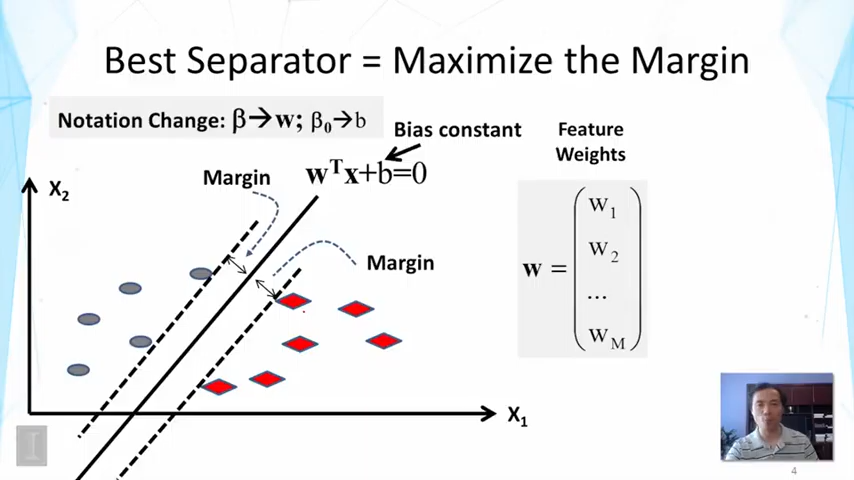 Best Separator = Maximize the Margin
Notation Change: β→w; β₀→b
Bias constant
Feature
Weights
Margin
wᵀx+b=0
X₂
Margin
w =
w₁
w₂
...
w_M
X₁
I
4